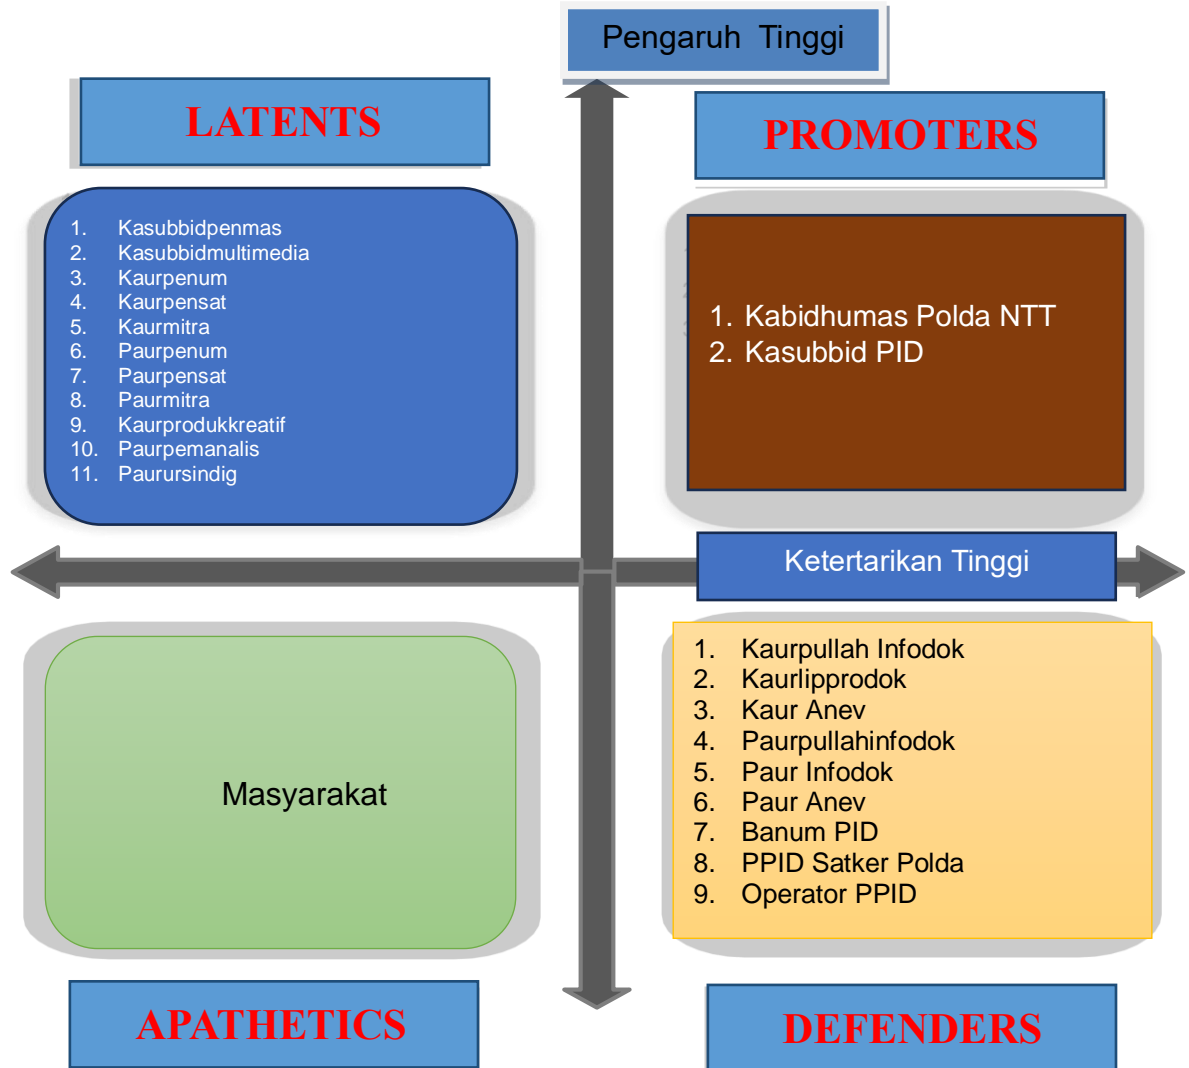 Pengaruh Tinggi
LATENTS
1. Kasubbidpenmas
2. Kasubbidmultimedia
3. Kaurpenum
4. Kaurpensat
5. Kaurmitra
6. Paurpenum
7. Paurpensat
8. Paurmitra
9. Kaurprodukkreatif
10. Paurpemanalis
11. Paurursindig
PROMOTERS
1. Kabidhumas Polda NTT
2. Kasubbid PID
Ketertarikan Tinggi
Masyarakat
APATHETICS
1. Kaurpullah Infodok
2. Kaurlipprodok
3. Kaur Anev
4. Paurpullahinfodok
5. Paur Infodok
6. Paur Anev
7. Banum PID
8. PPID Satker Polda
9. Operator PPID
DEFENDERS